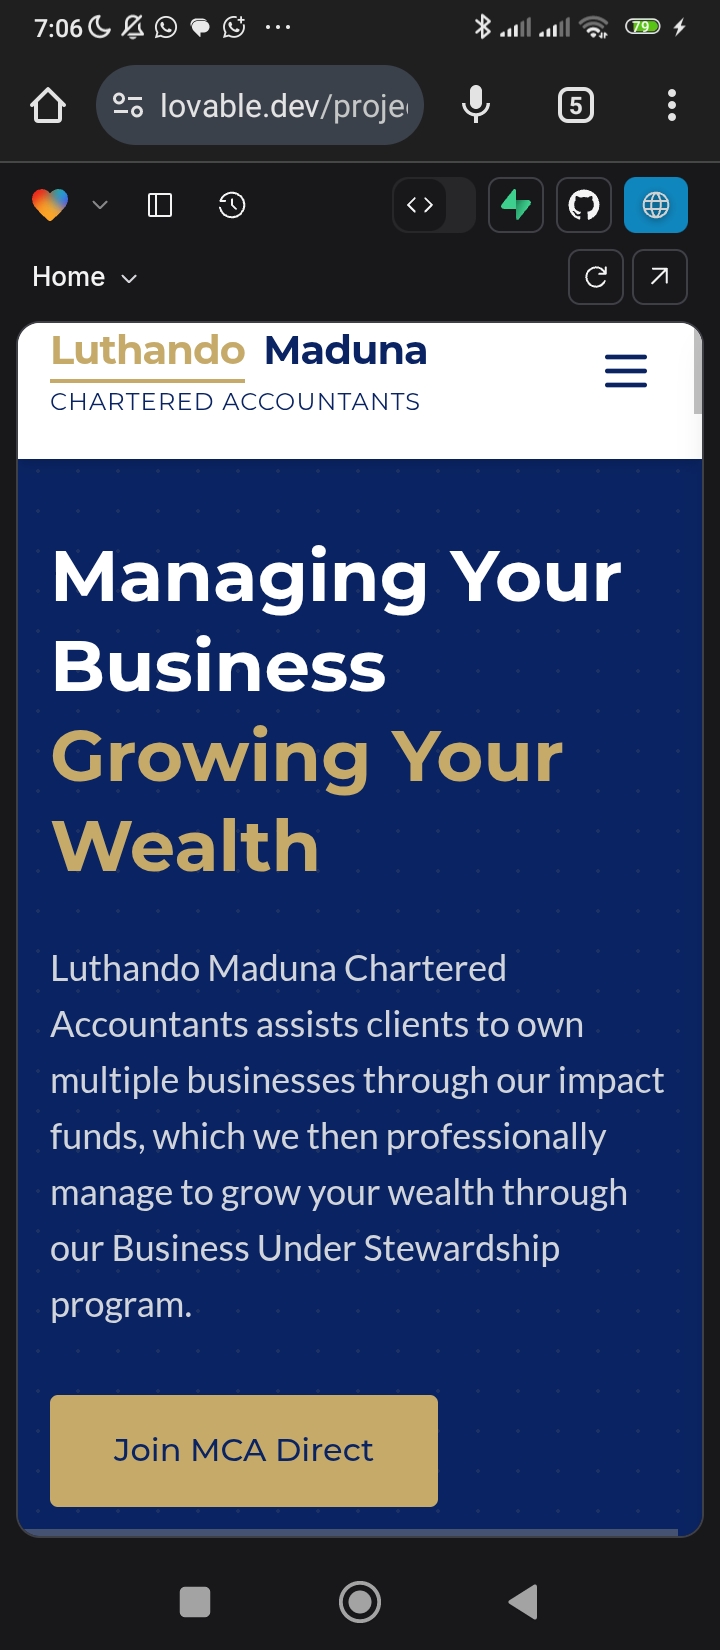 7:06
79
lovable.dev/proje
5
Home
Luthando Maduna
CHARTERED ACCOUNTANTS
Managing Your
Business
Growing Your
Wealth
Luthando Maduna Chartered
Accountants assists clients to own
multiple businesses through our impact
funds, which we then professionally
manage to grow your wealth through
our Business Under Stewardship
program.
Join MCA Direct